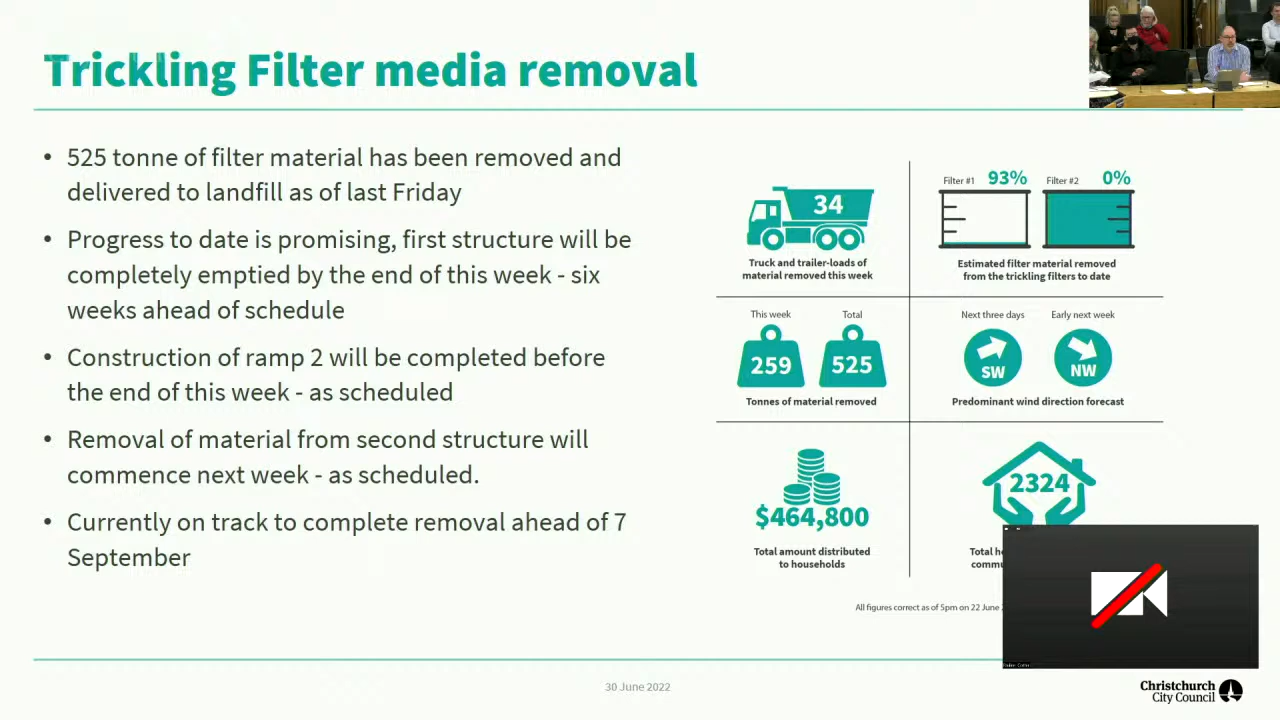 Trickling Filter media removal
• 525 tonne of filter material has been removed and
delivered to landfill as of last Friday
• Progress to date is promising, first structure will be
completely emptied by the end of this week - six
weeks ahead of schedule
• Construction of ramp 2 will be completed before
the end of this week - as scheduled
• Removal of material from second structure will
commence next week - as scheduled.
• Currently on track to complete removal ahead of 7
September
34
Truck and trailer-loads of
material removed this week
Filter #1 93% Filter #2 0%
Estimated filter material removed
from the trickling filters to date
This week Total
259 525
Tonnes of material removed
Next three days Early next week
SW NW
Predominant wind direction forecast
$464,800
Total amount distributed
to households
2324
Total
All figures correct as of 5pm on 22 June
30 June 2022
Christchurch
City Council